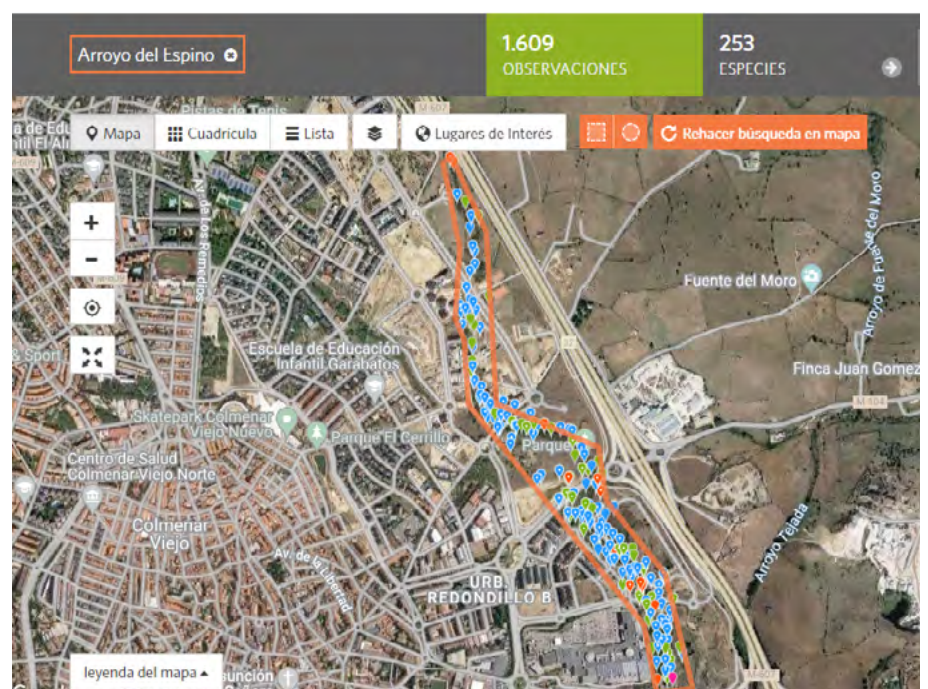 Arroyo del Espino
1.609
OBSERVACIONES
253
ESPECIES
Pistas de Tenis
M-607
Mapa
Cuadrícula
Lista
Lugares de Interés
Rehacer búsqueda en mapa
M-609
Av. de Los Remedios
+
−
Fuente del Moro
Arroyo de Fuente del Moro
Escuela de Educación
Infantil Garabatos
& Sport
Finca Juan Gomez
M-104
Skatepark Colmenar
Viejo Nuevo
Parque El Cerrillo
Parque
Centro de Salud
Colmenar Viejo Norte
Colmenar
Viejo
Av. de la Libertad
Arroyo Tejada
URB.
REDONDILLO B
leyenda del mapa
M-607